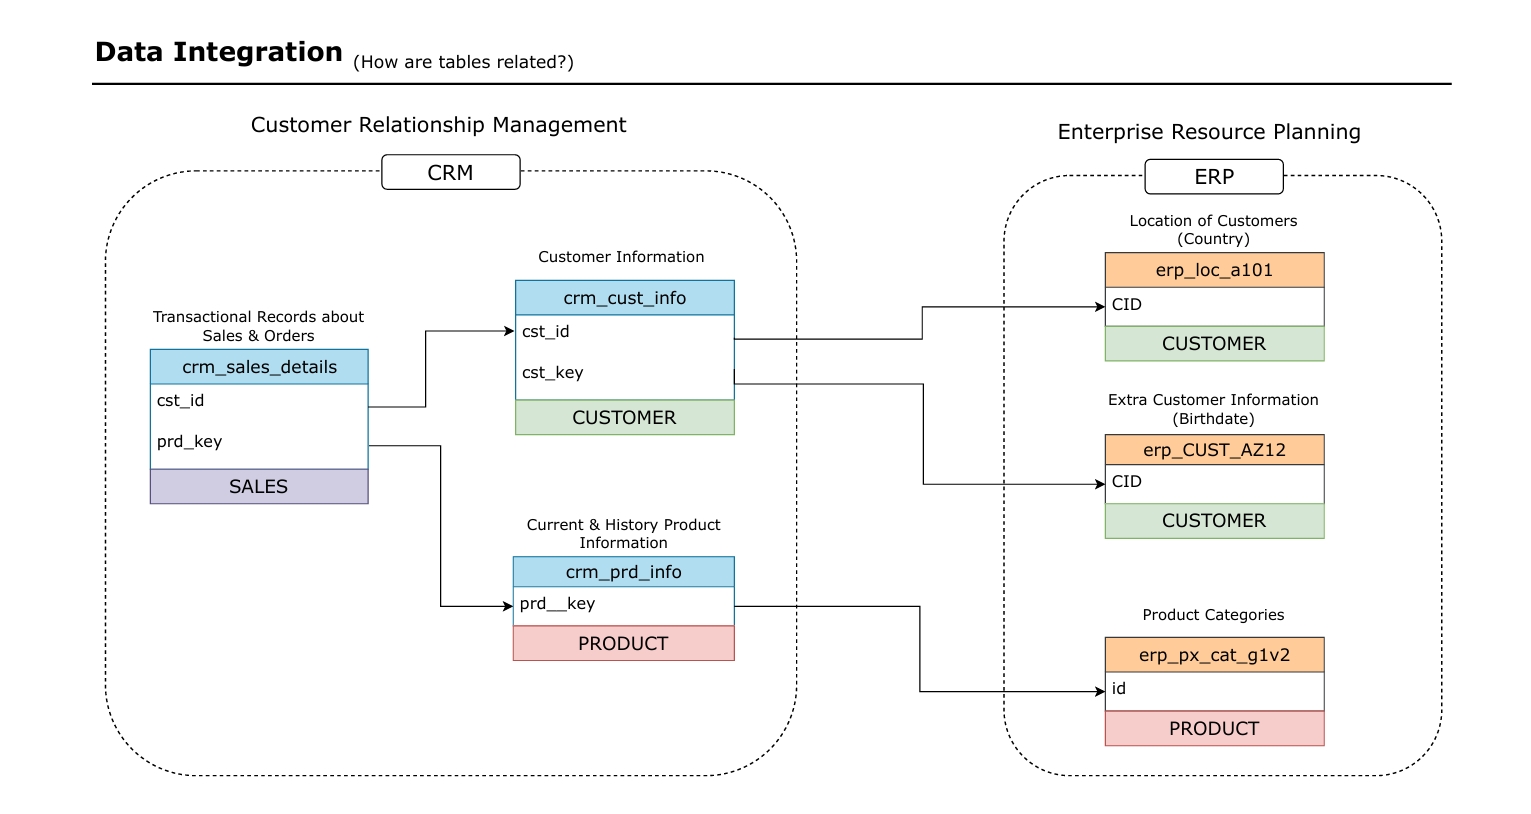 Data Integration (How are tables related?)
Customer Relationship Management
CRM
Transactional Records about
Sales & Orders
crm_sales_details
cst_id
prd_key
SALES
Customer Information
crm_cust_info
cst_id
cst_key
CUSTOMER
Current & History Product
Information
crm_prd_info
prd__key
PRODUCT
Enterprise Resource Planning
ERP
Location of Customers
(Country)
erp_loc_a101
CID
CUSTOMER
Extra Customer Information
(Birthdate)
erp_CUST_AZ12
CID
CUSTOMER
Product Categories
erp_px_cat_g1v2
id
PRODUCT